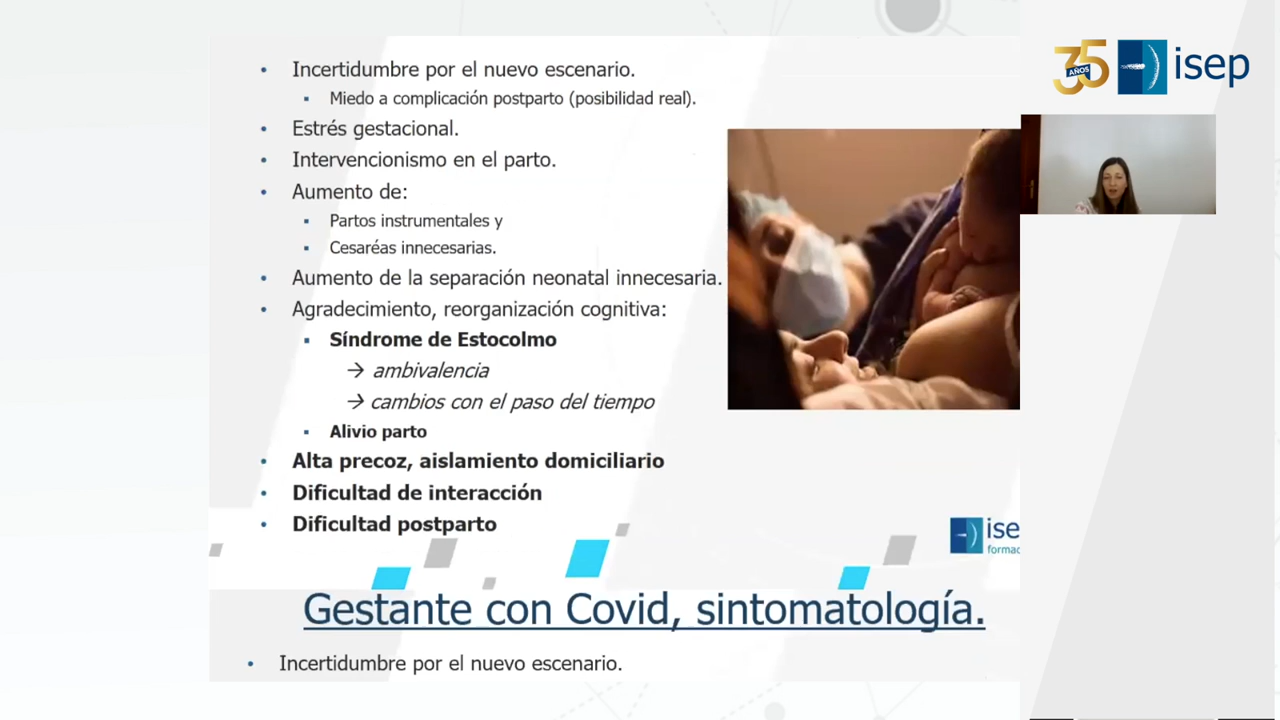 35
AÑOS
isep
• Incertidumbre por el nuevo escenario.
▪ Miedo a complicación postparto (posibilidad real).
• Estrés gestacional.
• Intervencionismo en el parto.
• Aumento de:
▪ Partos instrumentales y
▪ Cesaréas innecesarias.
• Aumento de la separación neonatal innecesaria.
• Agradecimiento, reorganización cognitiva:
▪ Síndrome de Estocolmo
→ ambivalencia
→ cambios con el paso del tiempo
▪ Alivio parto
• Alta precoz, aislamiento domiciliario
• Dificultad de interacción
• Dificultad postparto
ise
formac
Gestante con Covid, sintomatología.
• Incertidumbre por el nuevo escenario.